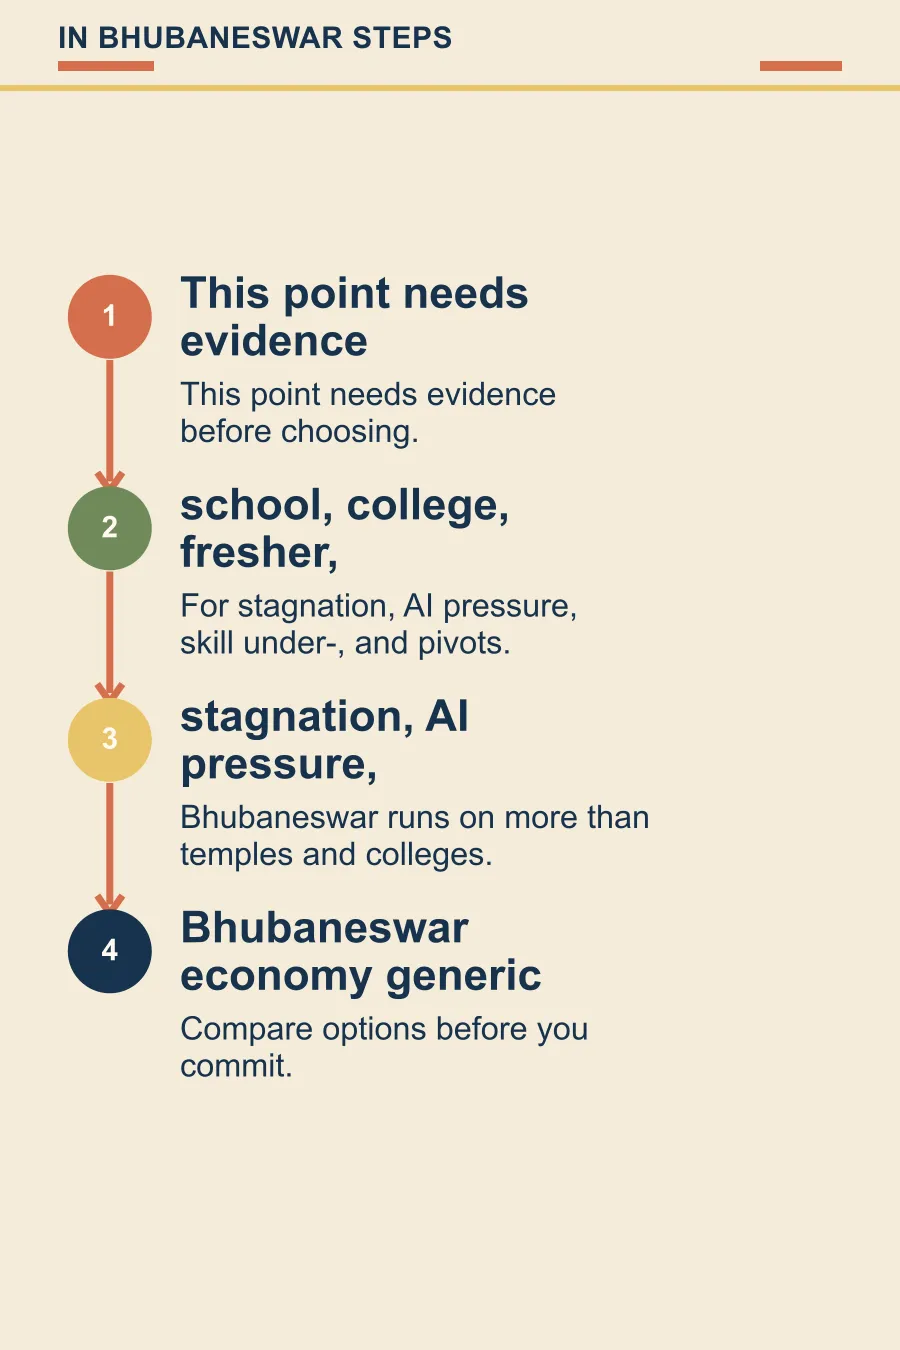 IN BHUBANESWAR STEPS
1
This point needs
evidence
This point needs evidence
before choosing.
2
school, college,
fresher,
For stagnation, AI pressure,
skill under-, and pivots.
3
stagnation, AI
pressure,
Bhubaneswar runs on more than
temples and colleges.
4
Bhubaneswar
economy generic
Compare options before you
commit.